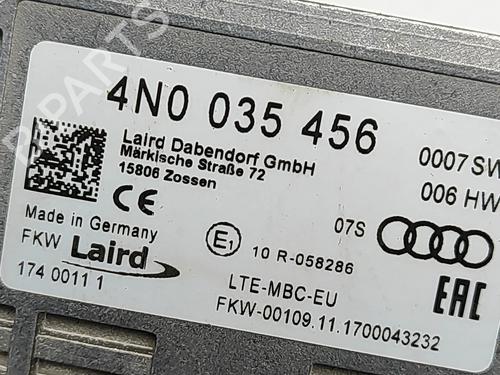 4N0 035 456
Laird Dabendorf GmbH
Märkische Straße 72
15806 Zossen
0007 SW
006 HW
CE
Made in Germany
FKW Laird
174 0011 1
E1
10 R-058286
07S
LTE-MBC-EU
FKW-00109.11.1700043232
EAC